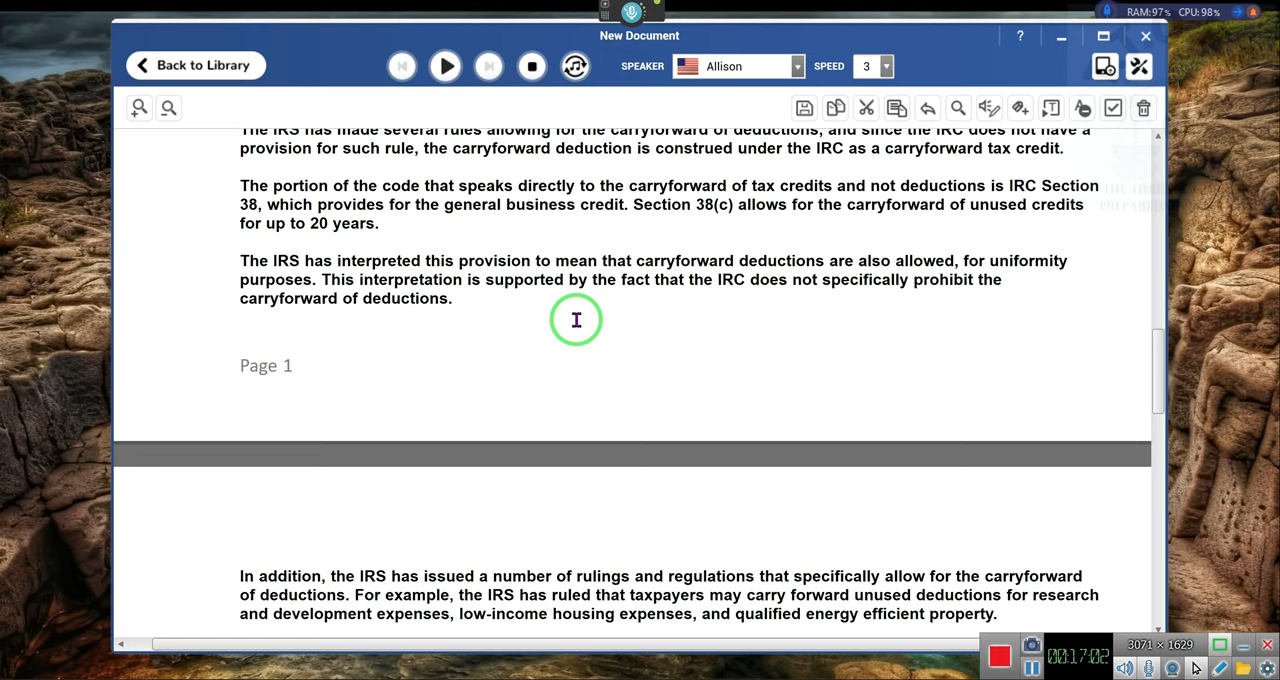 RAM:97% CPU:98%
New Document
?
Back to Library
SPEAKER
Allison
SPEED
3
The IRS has made several rules allowing for the carryforward of deductions, and since the IRC does not have a
provision for such rule, the carryforward deduction is construed under the IRC as a carryforward tax credit.
The portion of the code that speaks directly to the carryforward of tax credits and not deductions is IRC Section
38, which provides for the general business credit. Section 38(c) allows for the carryforward of unused credits
for up to 20 years.
The IRS has interpreted this provision to mean that carryforward deductions are also allowed, for uniformity
purposes. This interpretation is supported by the fact that the IRC does not specifically prohibit the
carryforward of deductions.
Page 1
In addition, the IRS has issued a number of rulings and regulations that specifically allow for the carryforward
of deductions. For example, the IRS has ruled that taxpayers may carry forward unused deductions for research
and development expenses, low-income housing expenses, and qualified energy efficient property.
3071 × 1629
00:17:02